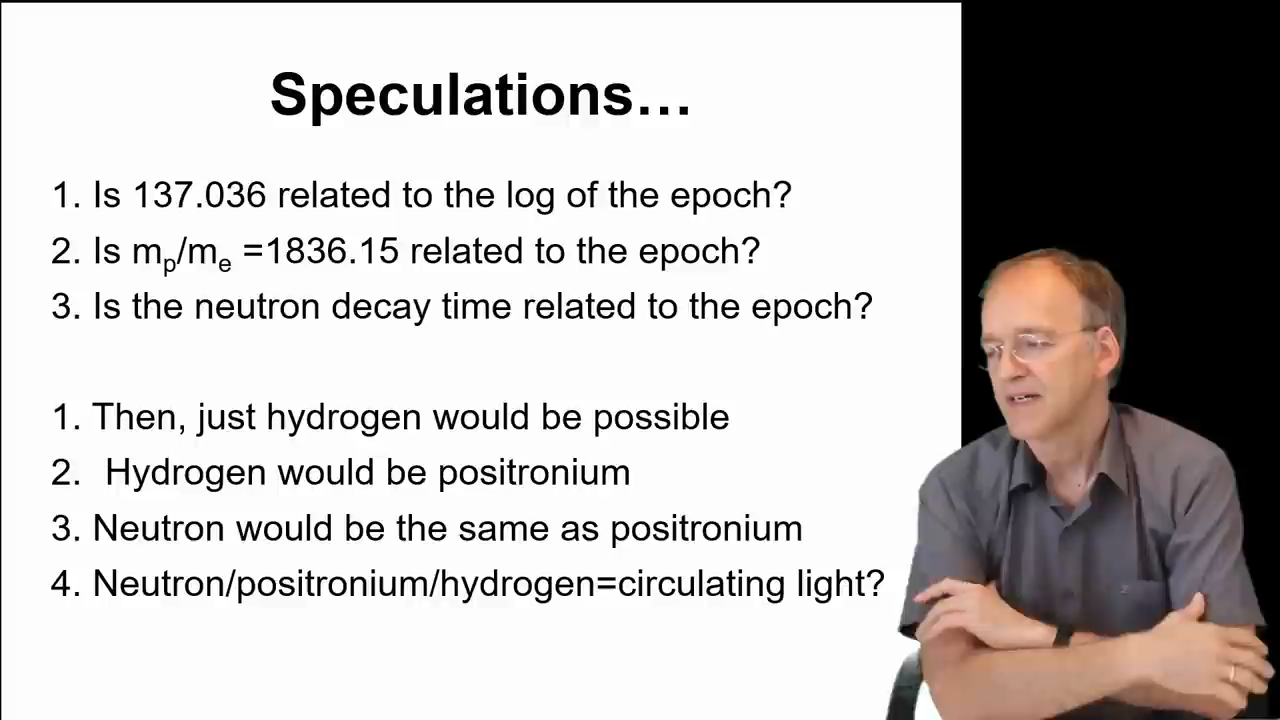 Speculations…
1. Is 137.036 related to the log of the epoch?
2. Is mp/me =1836.15 related to the epoch?
3. Is the neutron decay time related to the epoch?
1. Then, just hydrogen would be possible
2. Hydrogen would be positronium
3. Neutron would be the same as positronium
4. Neutron/positronium/hydrogen=circulating light?